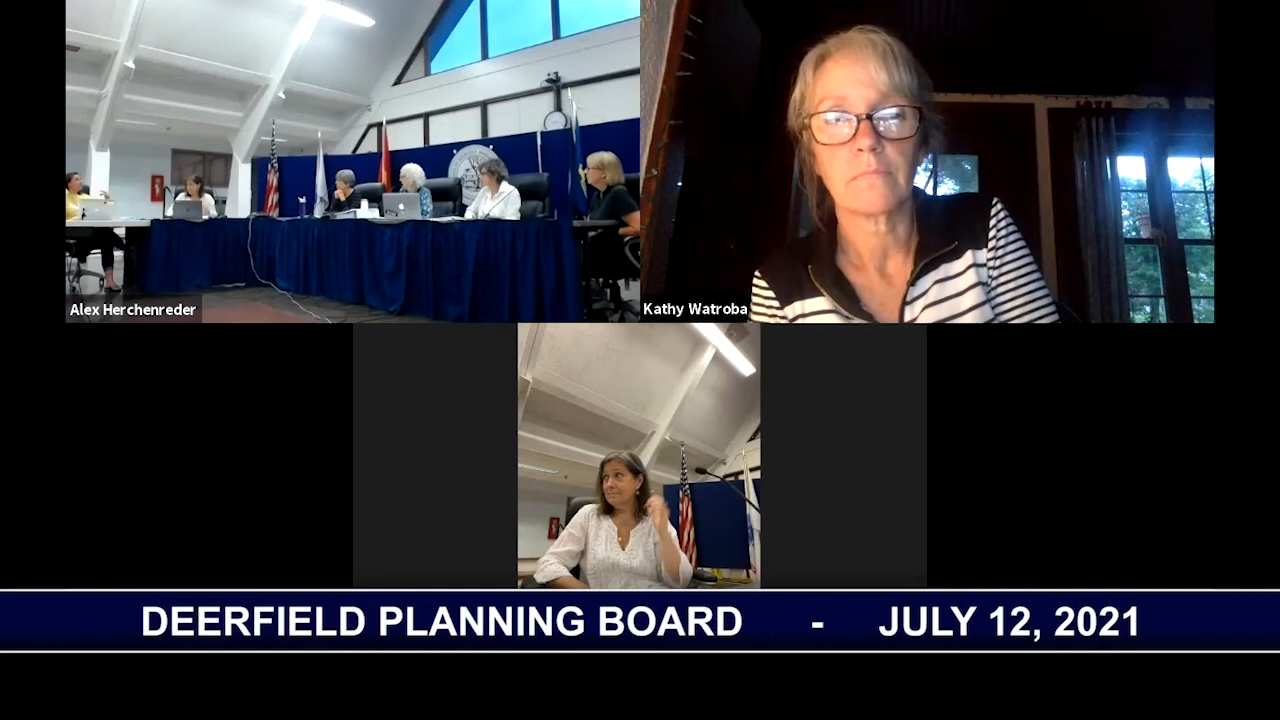 Alex Herchenreder
Kathy Watroba
DEERFIELD PLANNING BOARD - JULY 12, 2021